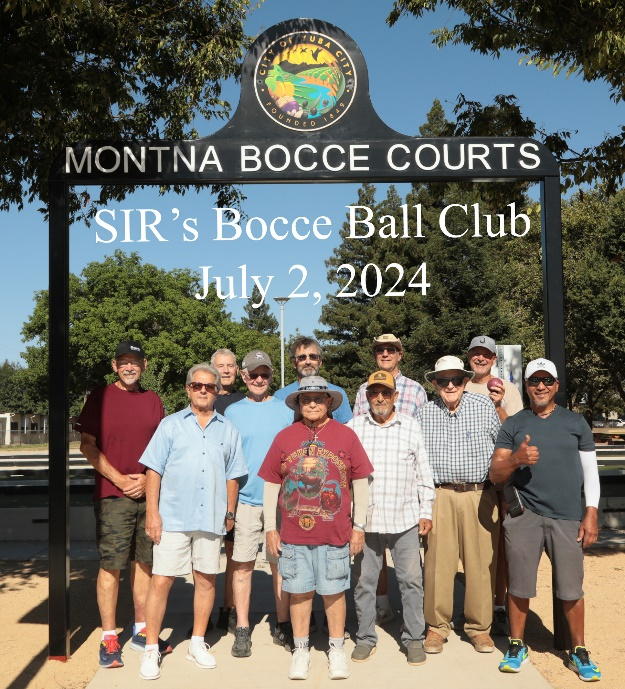 CITY OF YUBA CITY
FOUNDED 1849
MONTNA BOCCE COURTS
SIR's Bocce Ball Club
July 2, 2024